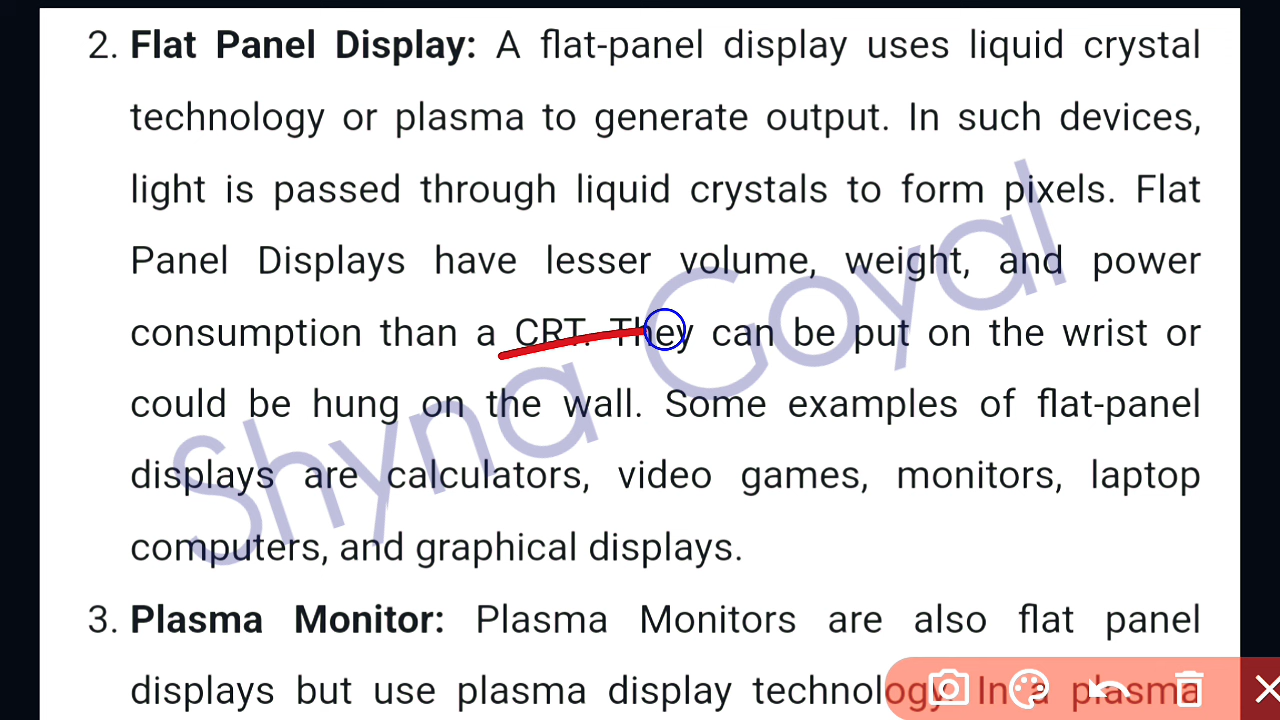 2. Flat Panel Display: A flat-panel display uses liquid crystal
technology or plasma to generate output. In such devices,
light is passed through liquid crystals to form pixels. Flat
Panel Displays have lesser volume, weight, and power
consumption than a CRT. They can be put on the wrist or
could be hung on the wall. Some examples of flat-panel
displays are calculators, video games, monitors, laptop
computers, and graphical displays.
3. Plasma Monitor: Plasma Monitors are also flat panel
displays but use plasma display technology. In a plasma
Shyna Goyal